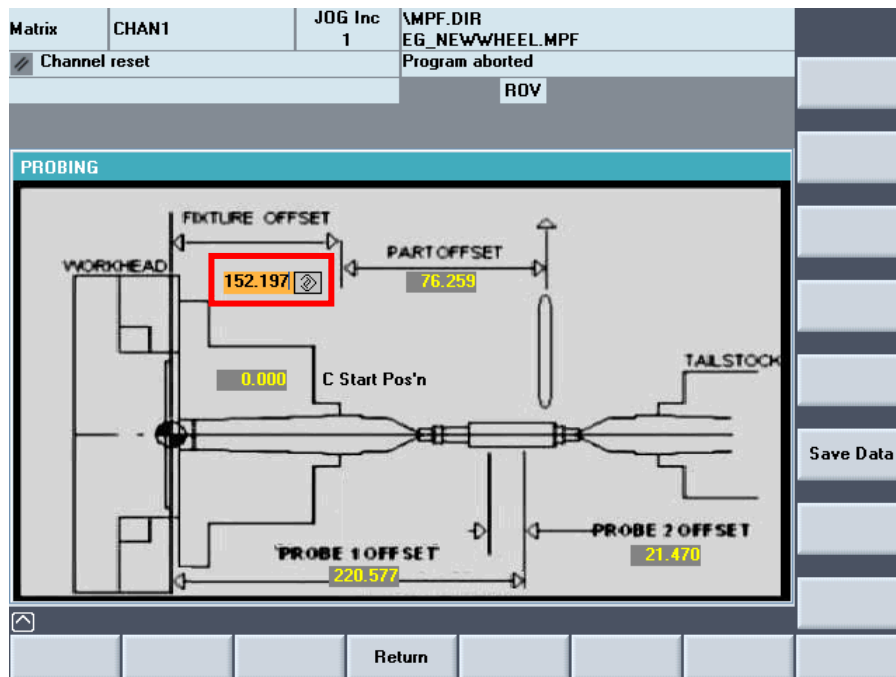 Matrix
CHAN1
JOG Inc
1
\MPF.DIR
EG_NEWWHEEL.MPF
Channel reset
Program aborted
ROV
PROBING
FIXTURE OFFSET
WORKHEAD
PART OFFSET
152.197
76.259
0.000
C Start Pos'n
TAILSTOCK
Save Data
PROBE 1 OFFSET
220.577
PROBE 2 OFFSET
21.470
Return